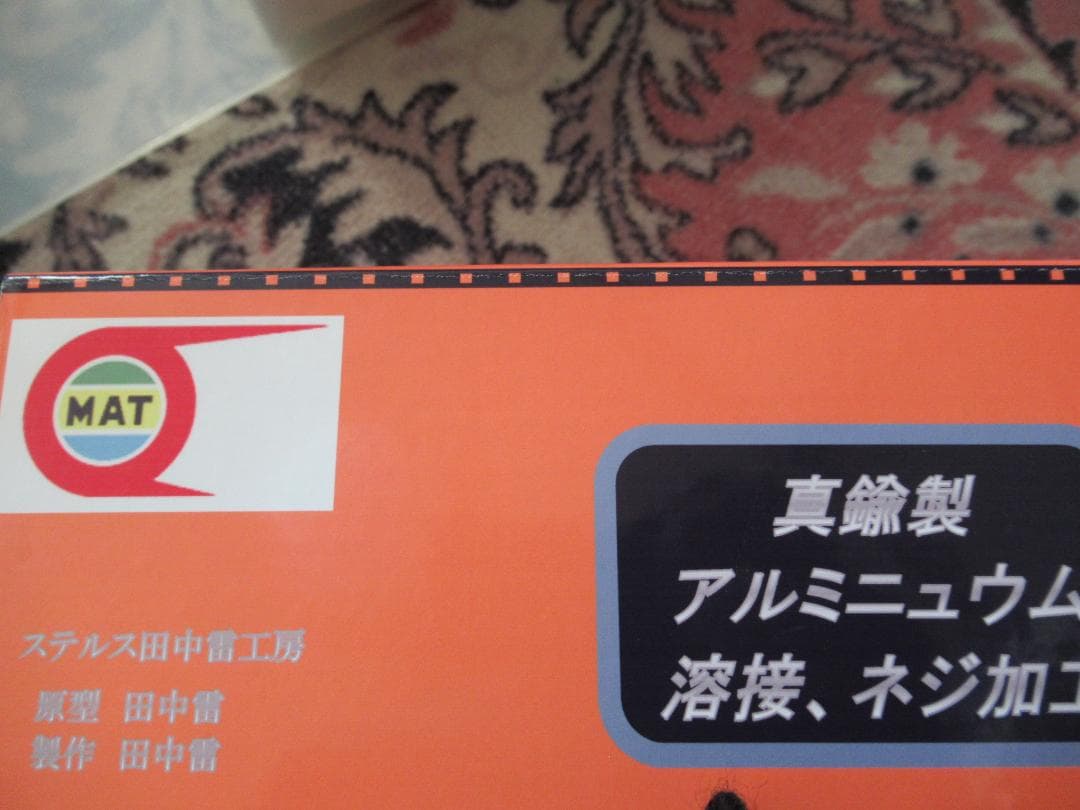 MAT
真鍮製
アルミニュウム
溶接、ネジ加工
ステルス田中雷工房
原型 田中雷
製作 田中雷